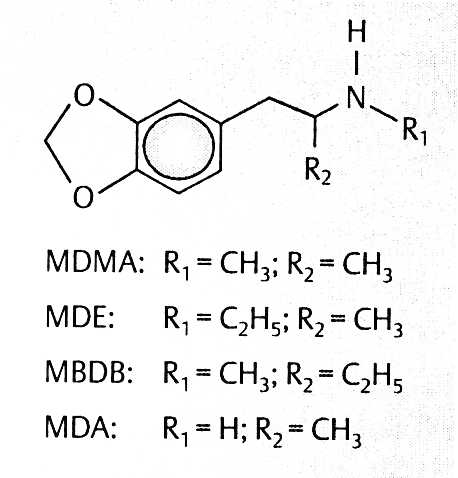 H
O
N
R₁
R₂
O
MDMA: R₁ = CH₃; R₂ = CH₃
MDE: R₁ = C₂H₅; R₂ = CH₃
MBDB: R₁ = CH₃; R₂ = C₂H₅
MDA: R₁ = H; R₂ = CH₃